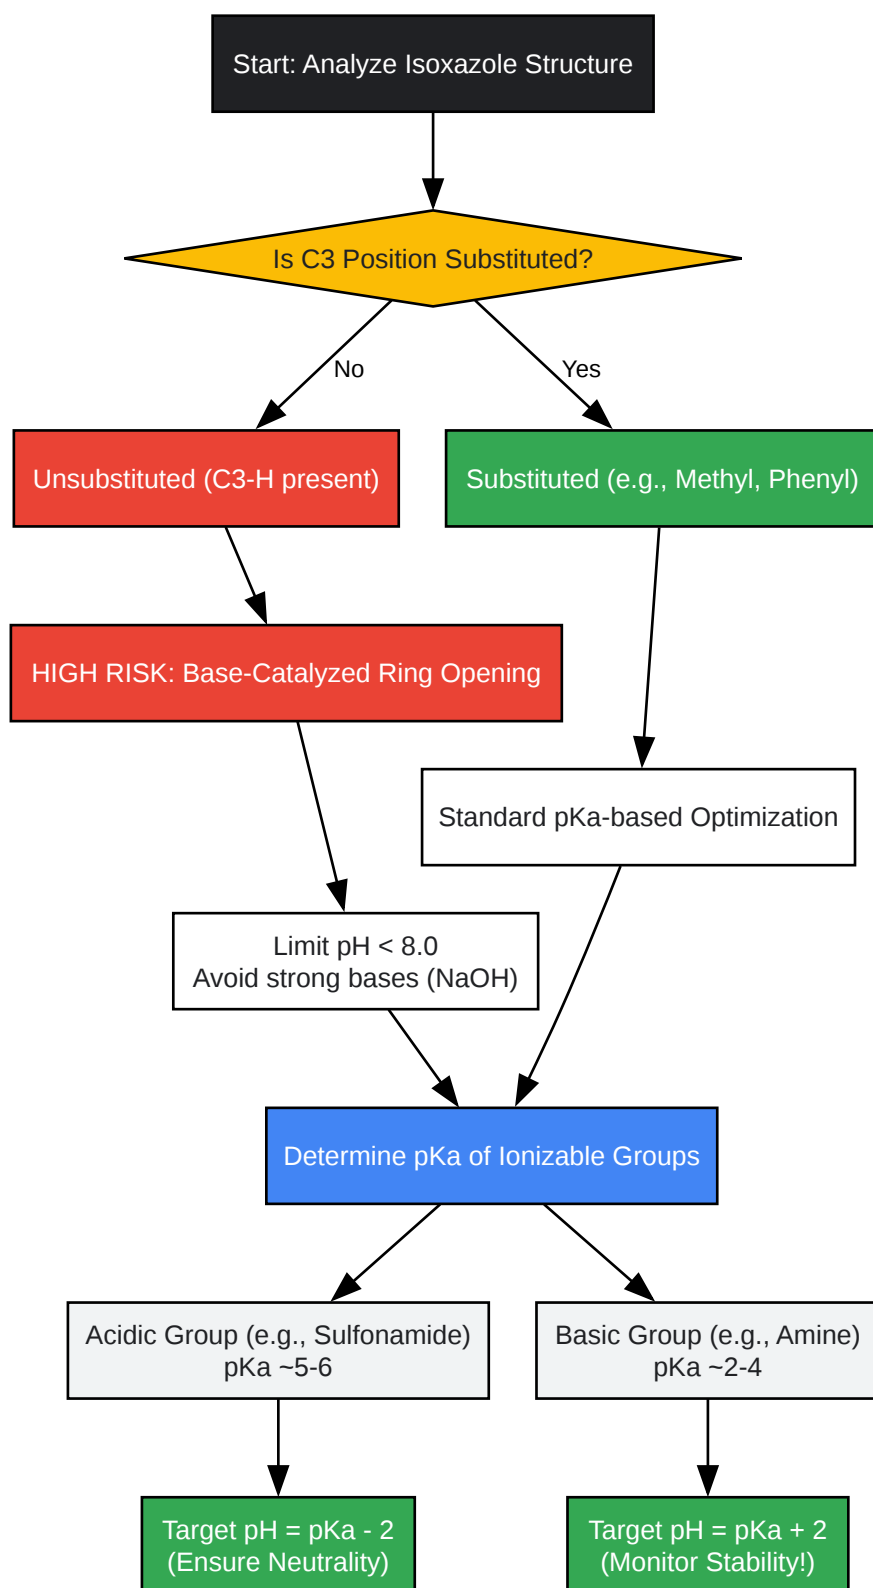 Start: Analyze Isoxazole Structure
Is C3 Position Substituted?
No
Yes
Unsubstituted (C3-H present)
Substituted (e.g., Methyl, Phenyl)
HIGH RISK: Base-Catalyzed Ring Opening
Standard pKa-based Optimization
Limit pH < 8.0
Avoid strong bases (NaOH)
Determine pKa of Ionizable Groups
Acidic Group (e.g., Sulfonamide)
pKa ~5-6
Basic Group (e.g., Amine)
pKa ~2-4
Target pH = pKa - 2
(Ensure Neutrality)
Target pH = pKa + 2
(Monitor Stability!)